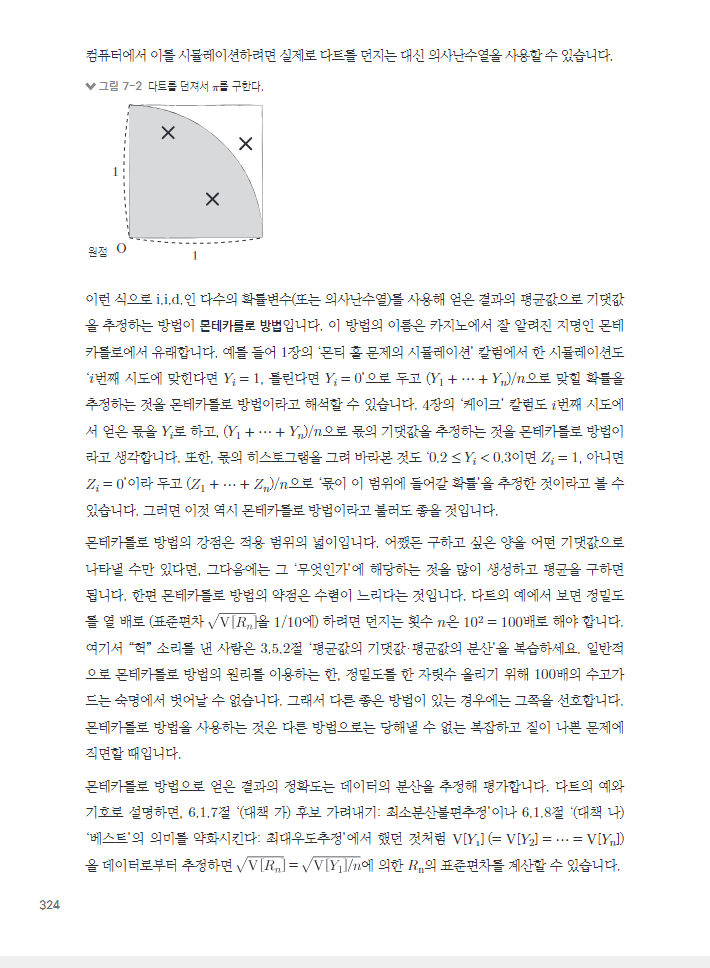 컴퓨터에서 이를 시뮬레이션하려면 실제로 다트를 던지는 대신 의사난수열을 사용할 수 있습니다.
그림 7-2 다트를 던져서 π를 구한다.
1
원점 O
1
이런 식으로 i.i.d.인 다수의 확률변수(또는 의사난수열)를 사용해 얻은 결과의 평균값으로 기댓값
을 추정하는 방법이 몬테카를로 방법입니다. 이 방법의 이름은 카지노에서 잘 알려진 지명인 몬테
카를로에서 유래합니다. 예를 들어 1장의 ‘몬티 홀 문제의 시뮬레이션’ 칼럼에서 한 시뮬레이션도
‘i번째 시도에 맞힌다면 Yᵢ = 1, 틀린다면 Yᵢ = 0’으로 두고 (Y₁ + ⋯ + Yₙ)/n으로 맞힐 확률을
추정하는 것을 몬테카를로 방법이라고 해석할 수 있습니다. 4장의 ‘케이크’ 칼럼도 i번째 시도에
서 얻은 몫을 Yᵢ로 하고, (Y₁ + ⋯ + Yₙ)/n으로 몫의 기댓값을 추정하는 것을 몬테카를로 방법이
라고 생각합니다. 또한, 몫의 히스토그램을 그려 바라본 것도 ‘0.2 ≤ Yᵢ < 0.3이면 Zᵢ = 1, 아니면
Zᵢ = 0’이라 두고 (Z₁ + ⋯ + Zₙ)/n으로 ‘몫이 이 범위에 들어갈 확률’을 추정한 것이라고 볼 수
있습니다. 그러면 이것 역시 몬테카를로 방법이라고 불러도 좋을 것입니다.
몬테카를로 방법의 강점은 적용 범위의 넓이입니다. 어쨌든 구하고 싶은 양을 어떤 기댓값으로
나타낼 수만 있다면, 그다음에는 그 ‘무엇인가’에 해당하는 것을 많이 생성하고 평균을 구하면
됩니다. 한편 몬테카를로 방법의 약점은 수렴이 느리다는 것입니다. 다트의 예에서 보면 정밀도
를 열 배로 (표준편차 √V[Rₙ]을 1/10에) 하려면 던지는 횟수 n은 10² = 100배로 해야 합니다.
여기서 “헉” 소리를 낸 사람은 3.5.2절 ‘평균값의 기댓값·평균값의 분산’을 복습하세요. 일반적
으로 몬테카를로 방법의 원리를 이용하는 한, 정밀도를 한 자릿수 올리기 위해 100배의 수고가
드는 숙명에서 벗어날 수 없습니다. 그래서 다른 좋은 방법이 있는 경우에는 그쪽을 선호합니다.
몬테카를로 방법을 사용하는 것은 다른 방법으로는 당해낼 수 없는 복잡하고 질이 나쁜 문제에
직면할 때입니다.
몬테카를로 방법으로 얻은 결과의 정확도는 데이터의 분산을 추정해 평가합니다. 다트의 예와
기호로 설명하면, 6.1.7절 ‘(대책 가) 후보 가려내기: 최소분산불편추정’이나 6.1.8절 ‘(대책 나)
‘베스트’의 의미를 약화시킨다: 최대우도추정’에서 했던 것처럼 V[Y₁] (= V[Y₂] = ⋯ = V[Yₙ])
을 데이터로부터 추정하면 √V[Rₙ] = √V[Y₁]/n에 의한 Rₙ의 표준편차를 계산할 수 있습니다.
324